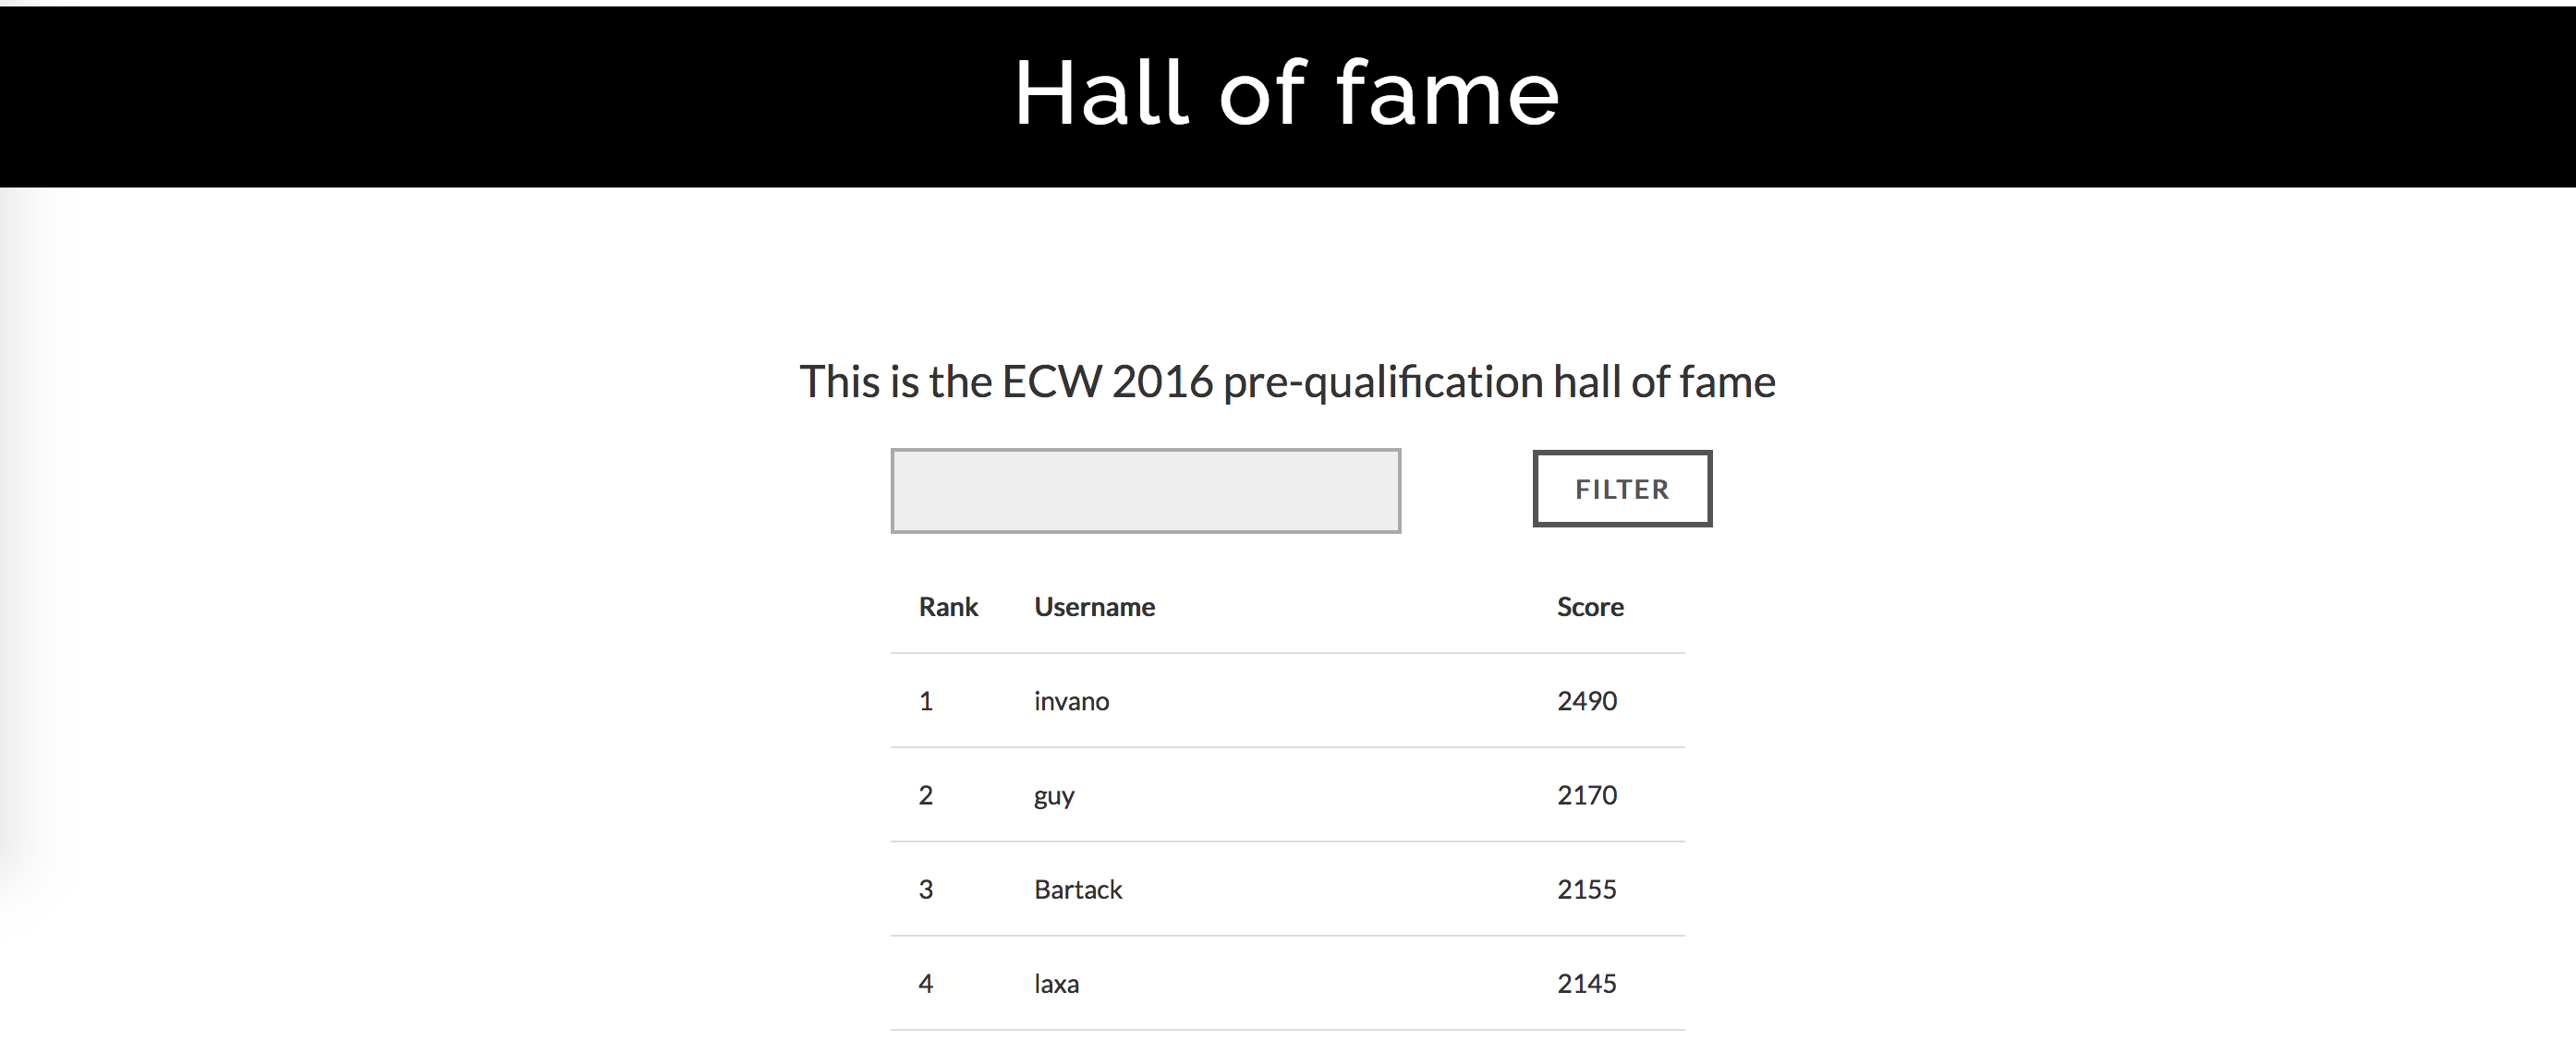 Hall of fame
This is the ECW 2016 pre-qualification hall of fame
FILTER
Rank Username Score
1 invano 2490
2 guy 2170
3 Bartack 2155
4 laxa 2145